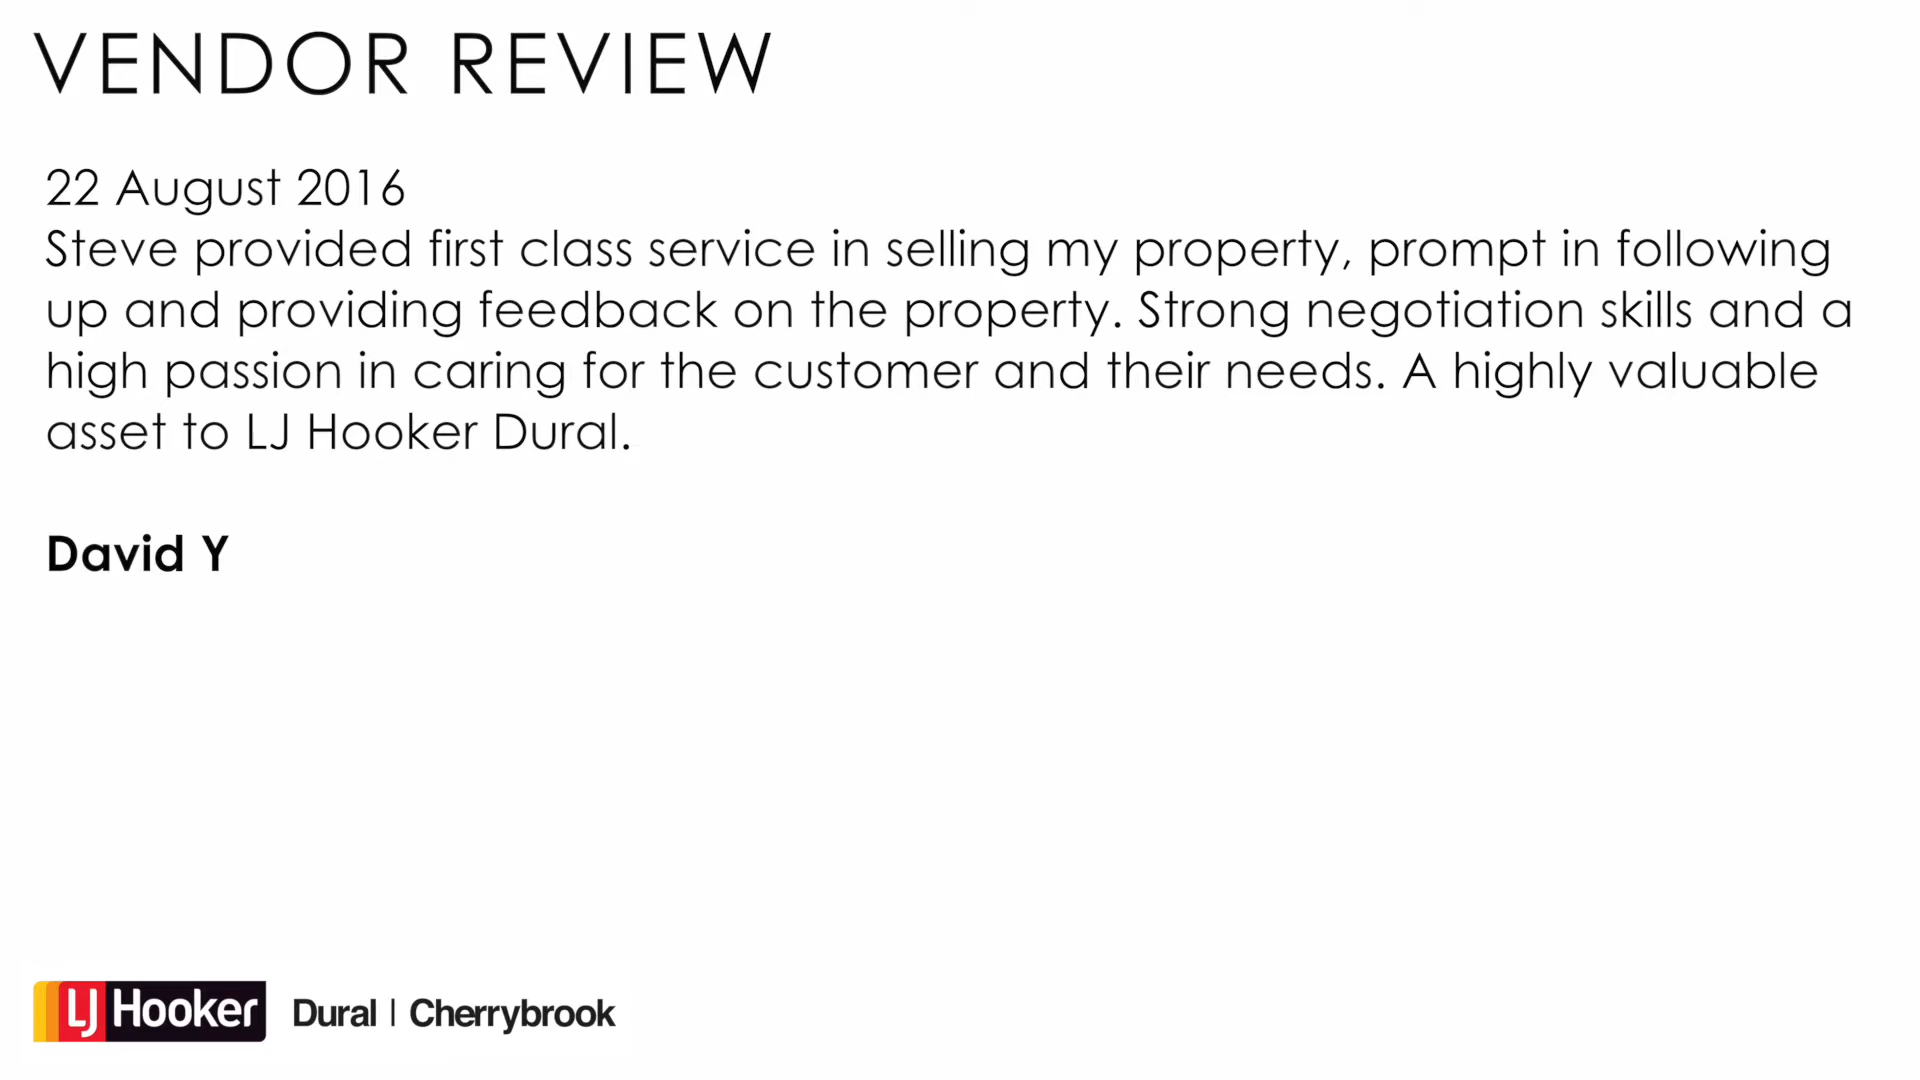 VENDOR REVIEW
22 August 2016
Steve provided first class service in selling my property, prompt in following
up and providing feedback on the property. Strong negotiation skills and a
high passion in caring for the customer and their needs. A highly valuable
asset to LJ Hooker Dural.
David Y
LJ Hooker Dural | Cherrybrook